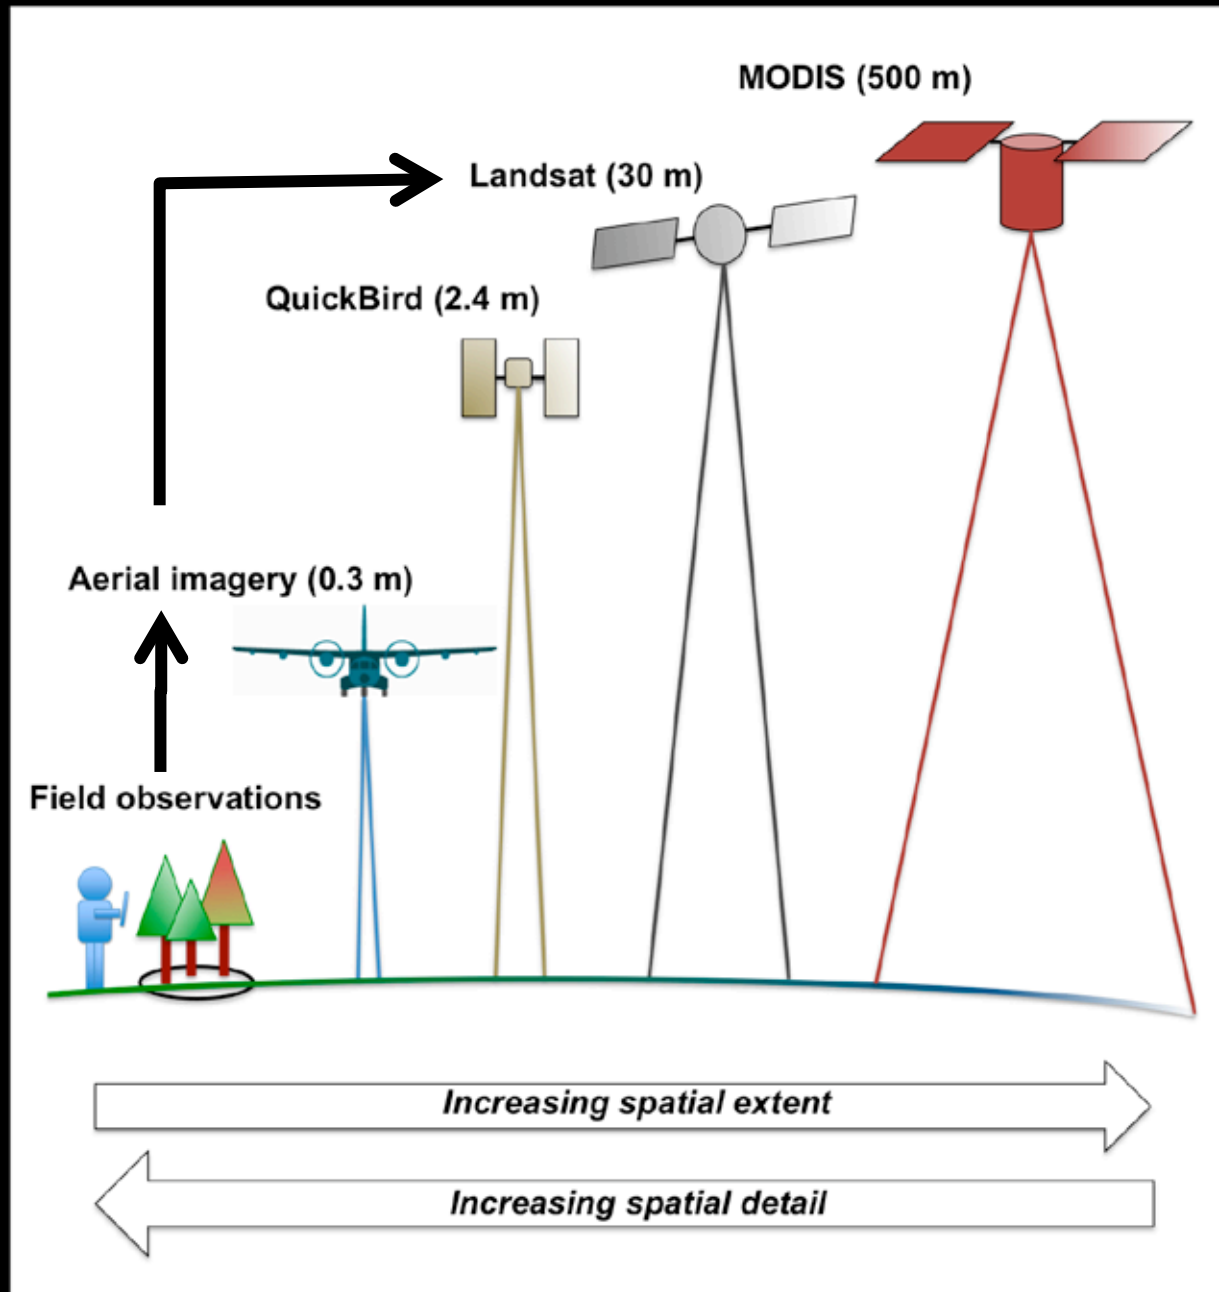 MODIS (500 m)
Landsat (30 m)
QuickBird (2.4 m)
Aerial imagery (0.3 m)
Field observations
Increasing spatial extent
Increasing spatial detail